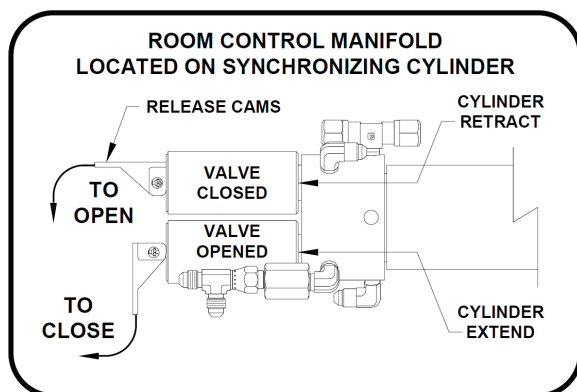 ROOM CONTROL MANIFOLD
LOCATED ON SYNCHRONIZING CYLINDER
RELEASE CAMS
CYLINDER
RETRACT
VALVE
CLOSED
TO
OPEN
VALVE
OPENED
TO
CLOSE
CYLINDER
EXTEND